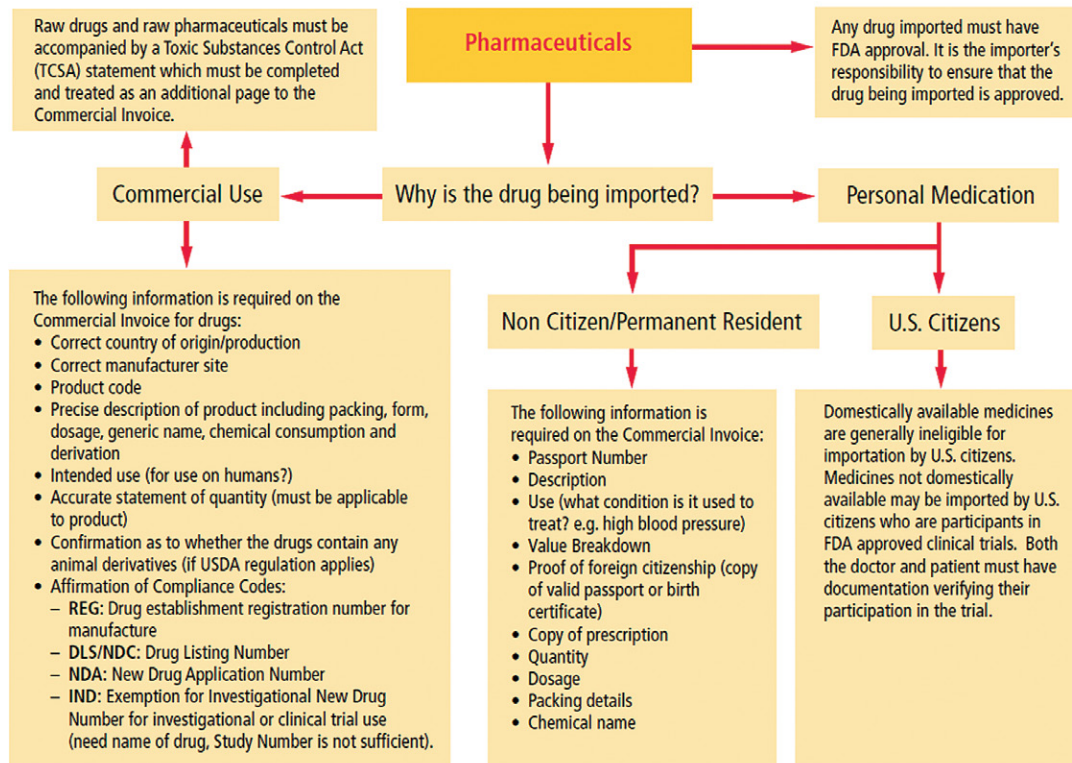 Raw drugs and raw pharmaceuticals must be
accompanied by a Toxic Substances Control Act
(TCSA) statement which must be completed
and treated as an additional page to the
Commercial Invoice.
Pharmaceuticals
Any drug imported must have
FDA approval. It is the importer’s
responsibility to ensure that the
drug being imported is approved.
Commercial Use
Why is the drug being imported?
Personal Medication
The following information is required on the
Commercial Invoice for drugs:
• Correct country of origin/production
• Correct manufacturer site
• Product code
• Precise description of product including packing, form,
dosage, generic name, chemical consumption and
derivation
• Intended use (for use on humans?)
• Accurate statement of quantity (must be applicable
to product)
• Confirmation as to whether the drugs contain any
animal derivatives (if USDA regulation applies)
• Affirmation of Compliance Codes:
– REG: Drug establishment registration number for
manufacture
– DLS/NDC: Drug Listing Number
– NDA: New Drug Application Number
– IND: Exemption for Investigational New Drug
Number for investigational or clinical trial use
(need name of drug, Study Number is not sufficient).
Non Citizen/Permanent Resident
The following information is
required on the Commercial Invoice:
• Passport Number
• Description
• Use (what condition is it used to
treat? e.g. high blood pressure)
• Value Breakdown
• Proof of foreign citizenship (copy
of valid passport or birth
certificate)
• Copy of prescription
• Quantity
• Dosage
• Packing details
• Chemical name
U.S. Citizens
Domestically available medicines
are generally ineligible for
importation by U.S. citizens.
Medicines not domestically
available may be imported by U.S.
citizens who are participants in
FDA approved clinical trials. Both
the doctor and patient must have
documentation verifying their
participation in the trial.